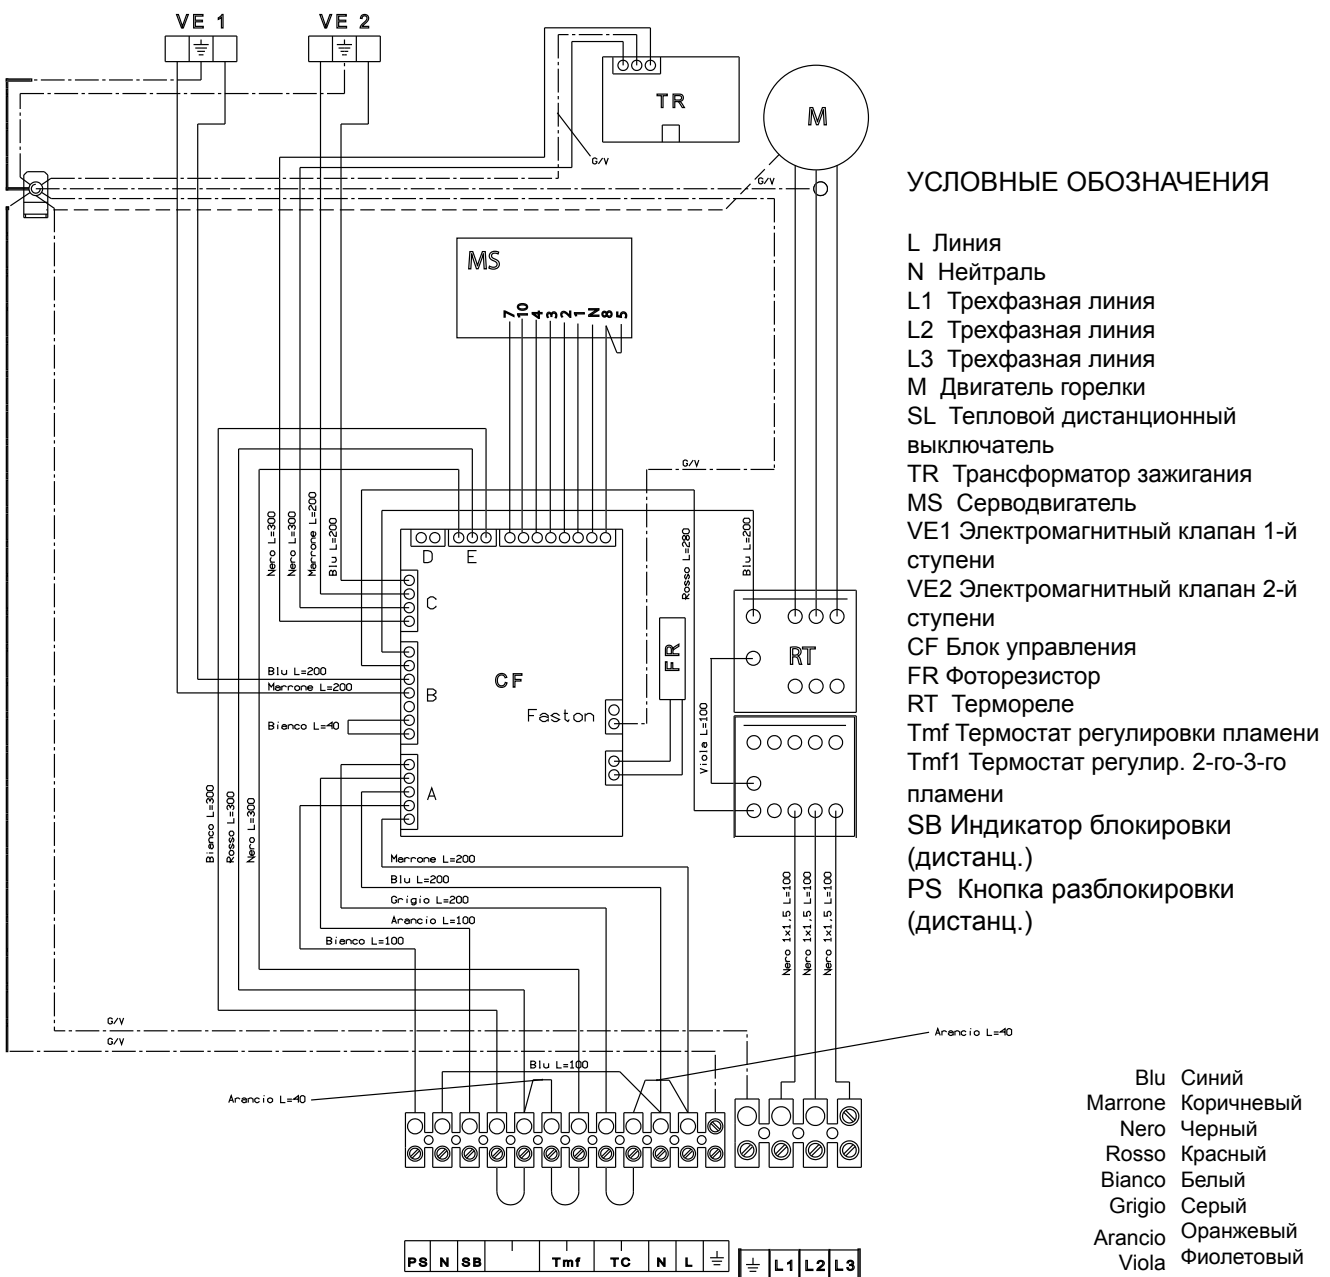 VE 1
VE 2
TR
M
G/V
G/V
MS
7
10
4
3
2
1
N
8
5
G/V
Nero L=300
Nero L=300
Marrone L=200
Blu L=200
Rosso L=280
Blu L=200
D
E
C
B
A
CF
Faston
FR
RT
Viola L=100
Blu L=200
Marrone L=200
Bianco L=40
Bianco L=300
Rosso L=300
Nero L=300
Marrone L=200
Blu L=200
Grigio L=200
Arancio L=100
Bianco L=100
Nero 1x1,5 L=100
Nero 1x1,5 L=100
Nero 1x1,5 L=100
G/V
G/V
Blu L=100
Arancio L=40
Arancio L=40
PS N SB Tmf TC N L
L1 L2 L3
УСЛОВНЫЕ ОБОЗНАЧЕНИЯ
L Линия
N Нейтраль
L1 Трехфазная линия
L2 Трехфазная линия
L3 Трехфазная линия
M Двигатель горелки
SL Тепловой дистанционный
выключатель
TR Трансформатор зажигания
MS Серводвигатель
VE1 Электромагнитный клапан 1-й
ступени
VE2 Электромагнитный клапан 2-й
ступени
CF Блок управления
FR Фоторезистор
RT Термореле
Tmf Термостат регулировки пламени
Tmf1 Термостат регулир. 2-го-3-го
пламени
SB Индикатор блокировки
(дистанц.)
PS Кнопка разблокировки
(дистанц.)
Blu Синий
Marrone Коричневый
Nero Черный
Rosso Красный
Bianco Белый
Grigio Серый
Arancio Оранжевый
Viola Фиолетовый